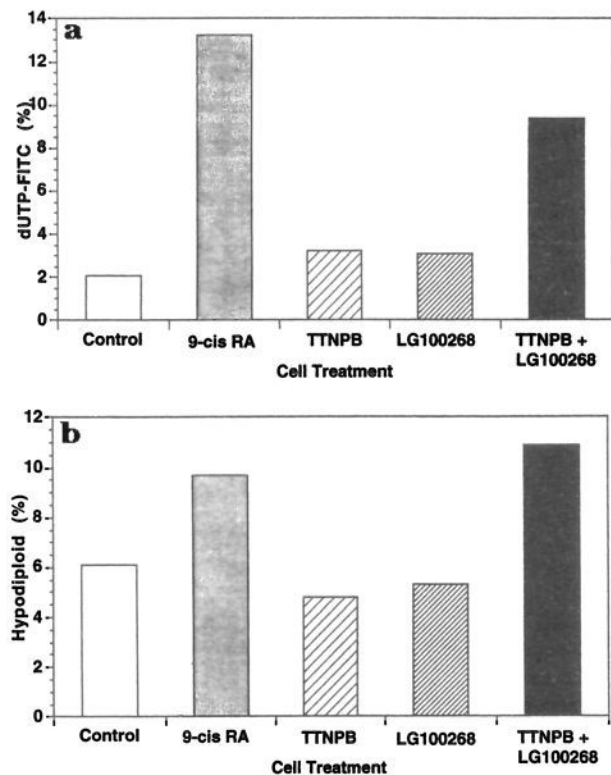 a
14
12
10
8
6
4
2
0
dUTP-FITC (%)
Control 9-cis RA TTNPB LG100268 TTNPB +
LG100268
Cell Treatment
b
12
10
8
6
4
2
0
Hypodiploid (%)
Control 9-cis RA TTNPB LG100268 TTNPB +
LG100268
Cell Treatment